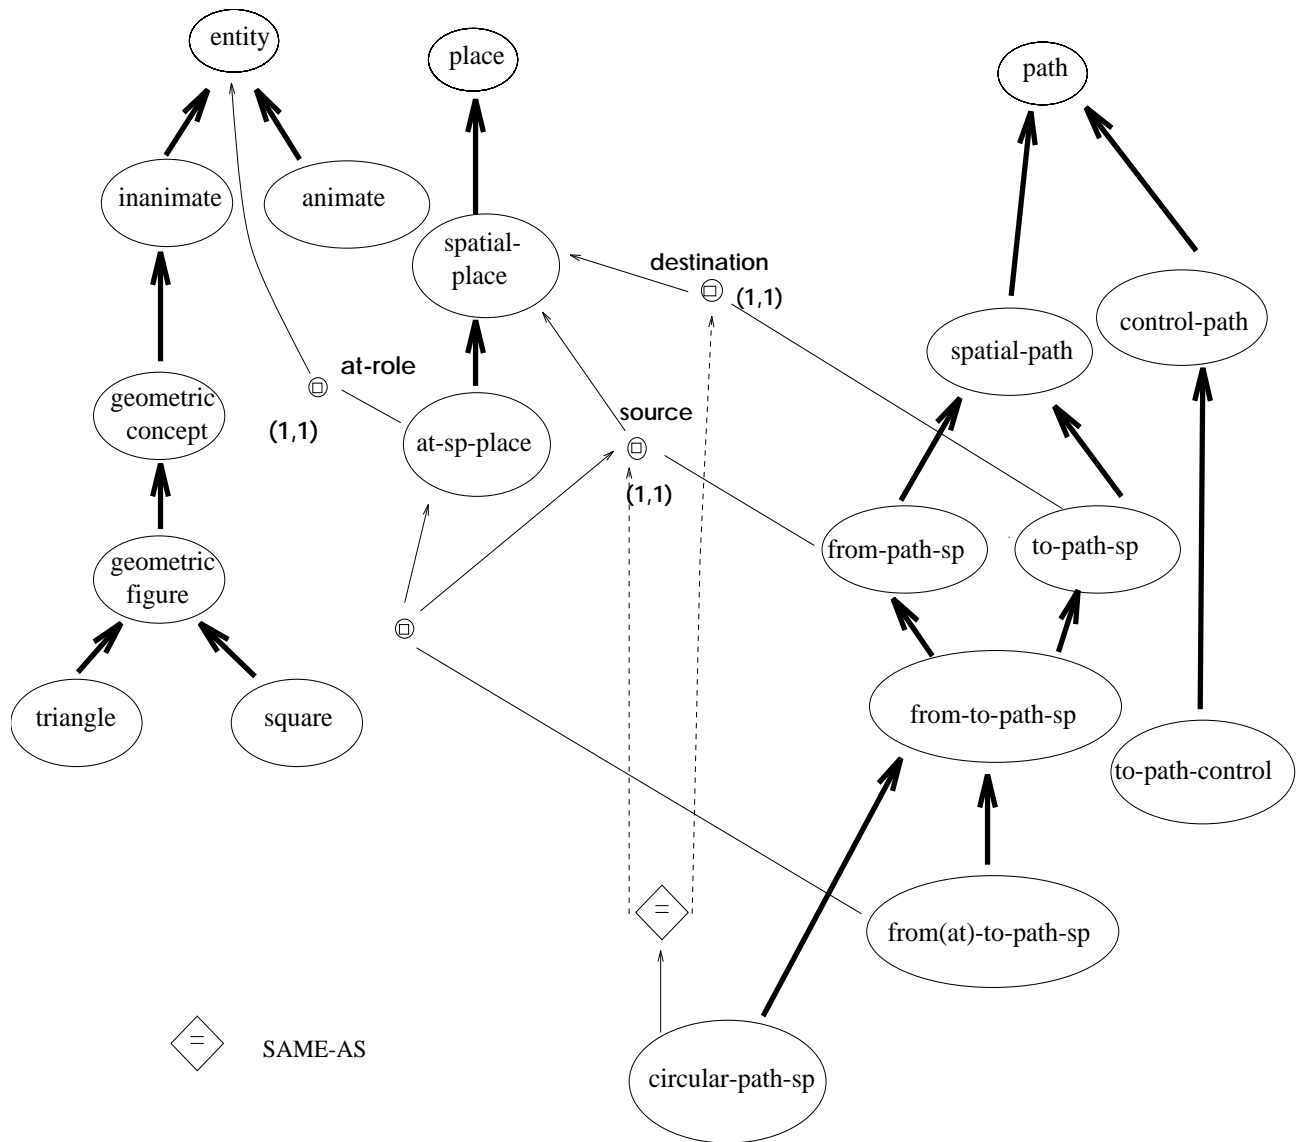 entity
place
path
inanimate
animate
spatial-
place
destination
(1,1)
control-path
spatial-path
at-role
(1,1)
geometric
concept
source
(1,1)
at-sp-place
from-path-sp
to-path-sp
geometric
figure
triangle
square
from-to-path-sp
to-path-control
=
from(at)-to-path-sp
=
SAME-AS
circular-path-sp